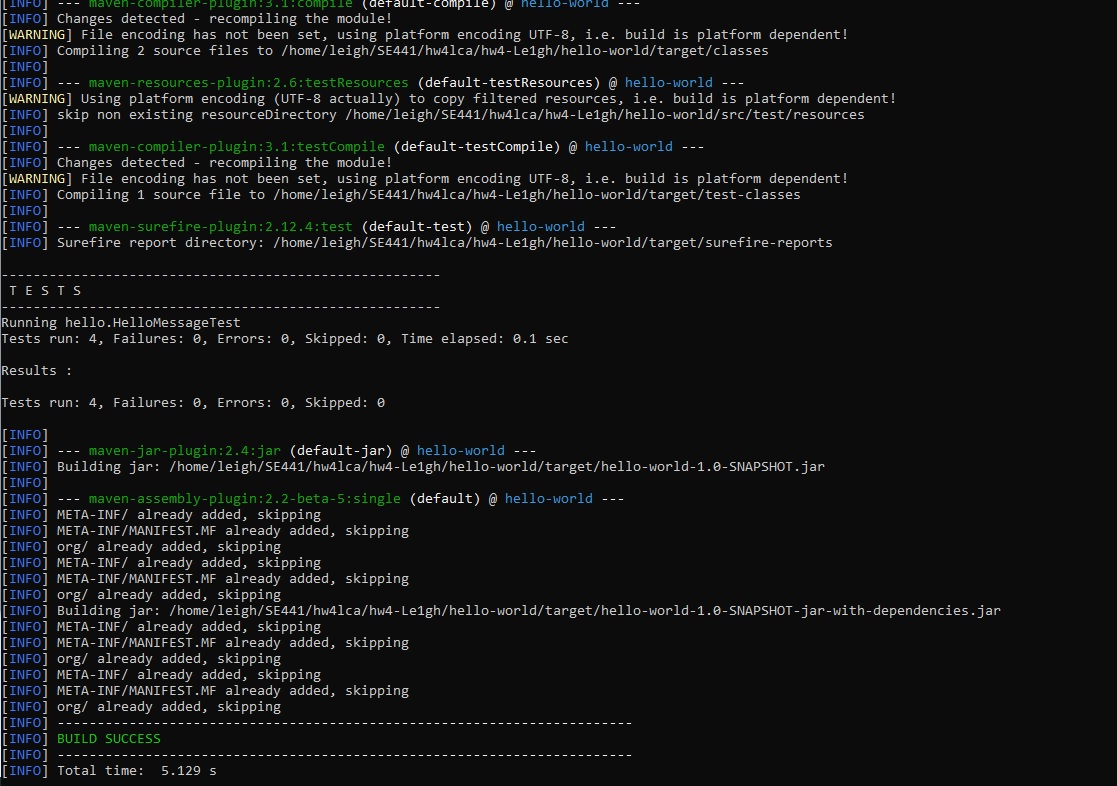 [INFO] --- maven-compiler-plugin:3.1:compile (default-compile) @ hello-world ---
[INFO] Changes detected - recompiling the module!
[WARNING] File encoding has not been set, using platform encoding UTF-8, i.e. build is platform dependent!
[INFO] Compiling 2 source files to /home/leigh/SE441/hw4lca/hw4-Le1gh/hello-world/target/classes
[INFO]
[INFO] --- maven-resources-plugin:2.6:testResources (default-testResources) @ hello-world ---
[WARNING] Using platform encoding (UTF-8 actually) to copy filtered resources, i.e. build is platform dependent!
[INFO] skip non existing resourceDirectory /home/leigh/SE441/hw4lca/hw4-Le1gh/hello-world/src/test/resources
[INFO]
[INFO] --- maven-compiler-plugin:3.1:testCompile (default-testCompile) @ hello-world ---
[INFO] Changes detected - recompiling the module!
[WARNING] File encoding has not been set, using platform encoding UTF-8, i.e. build is platform dependent!
[INFO] Compiling 1 source file to /home/leigh/SE441/hw4lca/hw4-Le1gh/hello-world/target/test-classes
[INFO]
[INFO] --- maven-surefire-plugin:2.12.4:test (default-test) @ hello-world ---
[INFO] Surefire report directory: /home/leigh/SE441/hw4lca/hw4-Le1gh/hello-world/target/surefire-reports
-------------------------------------------------------
T E S T S
-------------------------------------------------------
Running hello.HelloMessageTest
Tests run: 4, Failures: 0, Errors: 0, Skipped: 0, Time elapsed: 0.1 sec
Results :
Tests run: 4, Failures: 0, Errors: 0, Skipped: 0
[INFO]
[INFO] --- maven-jar-plugin:2.4:jar (default-jar) @ hello-world ---
[INFO] Building jar: /home/leigh/SE441/hw4lca/hw4-Le1gh/hello-world/target/hello-world-1.0-SNAPSHOT.jar
[INFO]
[INFO] --- maven-assembly-plugin:2.2-beta-5:single (default) @ hello-world ---
[INFO] META-INF/ already added, skipping
[INFO] META-INF/MANIFEST.MF already added, skipping
[INFO] org/ already added, skipping
[INFO] META-INF/ already added, skipping
[INFO] META-INF/MANIFEST.MF already added, skipping
[INFO] org/ already added, skipping
[INFO] Building jar: /home/leigh/SE441/hw4lca/hw4-Le1gh/hello-world/target/hello-world-1.0-SNAPSHOT-jar-with-dependencies.jar
[INFO] META-INF/ already added, skipping
[INFO] META-INF/MANIFEST.MF already added, skipping
[INFO] org/ already added, skipping
[INFO] META-INF/ already added, skipping
[INFO] META-INF/MANIFEST.MF already added, skipping
[INFO] org/ already added, skipping
[INFO] ------------------------------------------------------------------------
[INFO] BUILD SUCCESS
[INFO] ------------------------------------------------------------------------
[INFO] Total time:  5.129 s